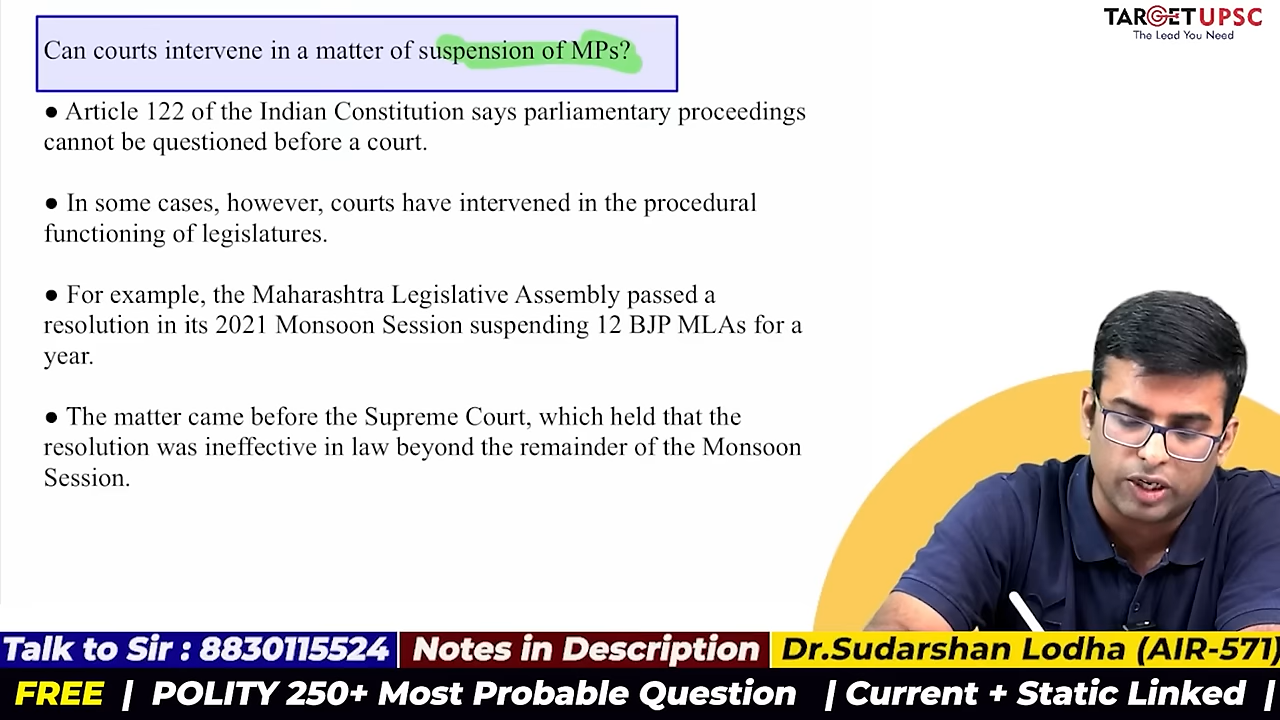 TARGET UPSC
The Lead You Need
Can courts intervene in a matter of suspension of MPs?
● Article 122 of the Indian Constitution says parliamentary proceedings
cannot be questioned before a court.
● In some cases, however, courts have intervened in the procedural
functioning of legislatures.
● For example, the Maharashtra Legislative Assembly passed a
resolution in its 2021 Monsoon Session suspending 12 BJP MLAs for a
year.
● The matter came before the Supreme Court, which held that the
resolution was ineffective in law beyond the remainder of the Monsoon
Session.
Talk to Sir : 8830115524 Notes in Description Dr.Sudarshan Lodha (AIR-571)
FREE | POLITY 250+ Most Probable Question | Current + Static Linked |